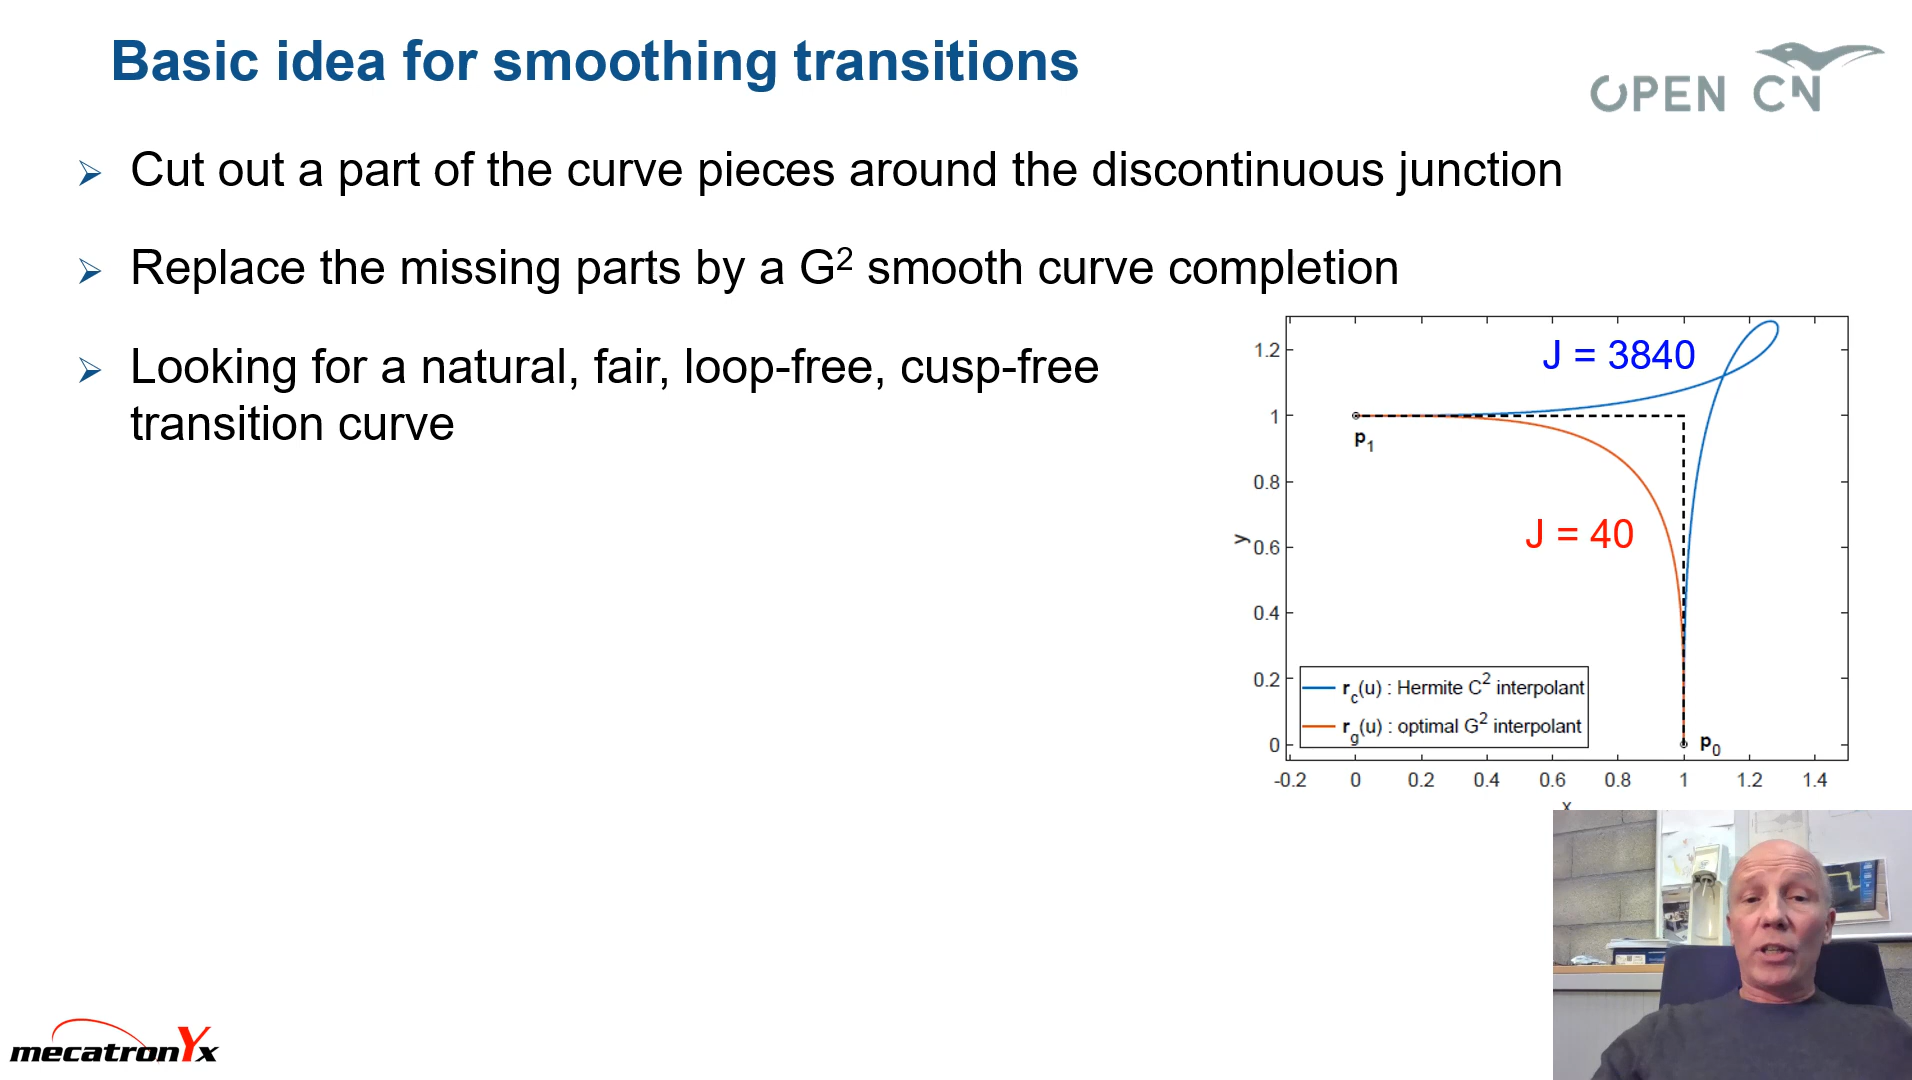 Basic idea for smoothing transitions
OPEN CN
Cut out a part of the curve pieces around the discontinuous junction
Replace the missing parts by a G² smooth curve completion
Looking for a natural, fair, loop-free, cusp-free
transition curve
J = 3840
J = 40
1.2
1
0.8
0.6
0.4
0.2
0
y
p₁
p₀
r_c(u) : Hermite C² interpolant
r_g(u) : optimal G² interpolant
-0.2 0 0.2 0.4 0.6 0.8 1 1.2 1.4
x
mecatronYx